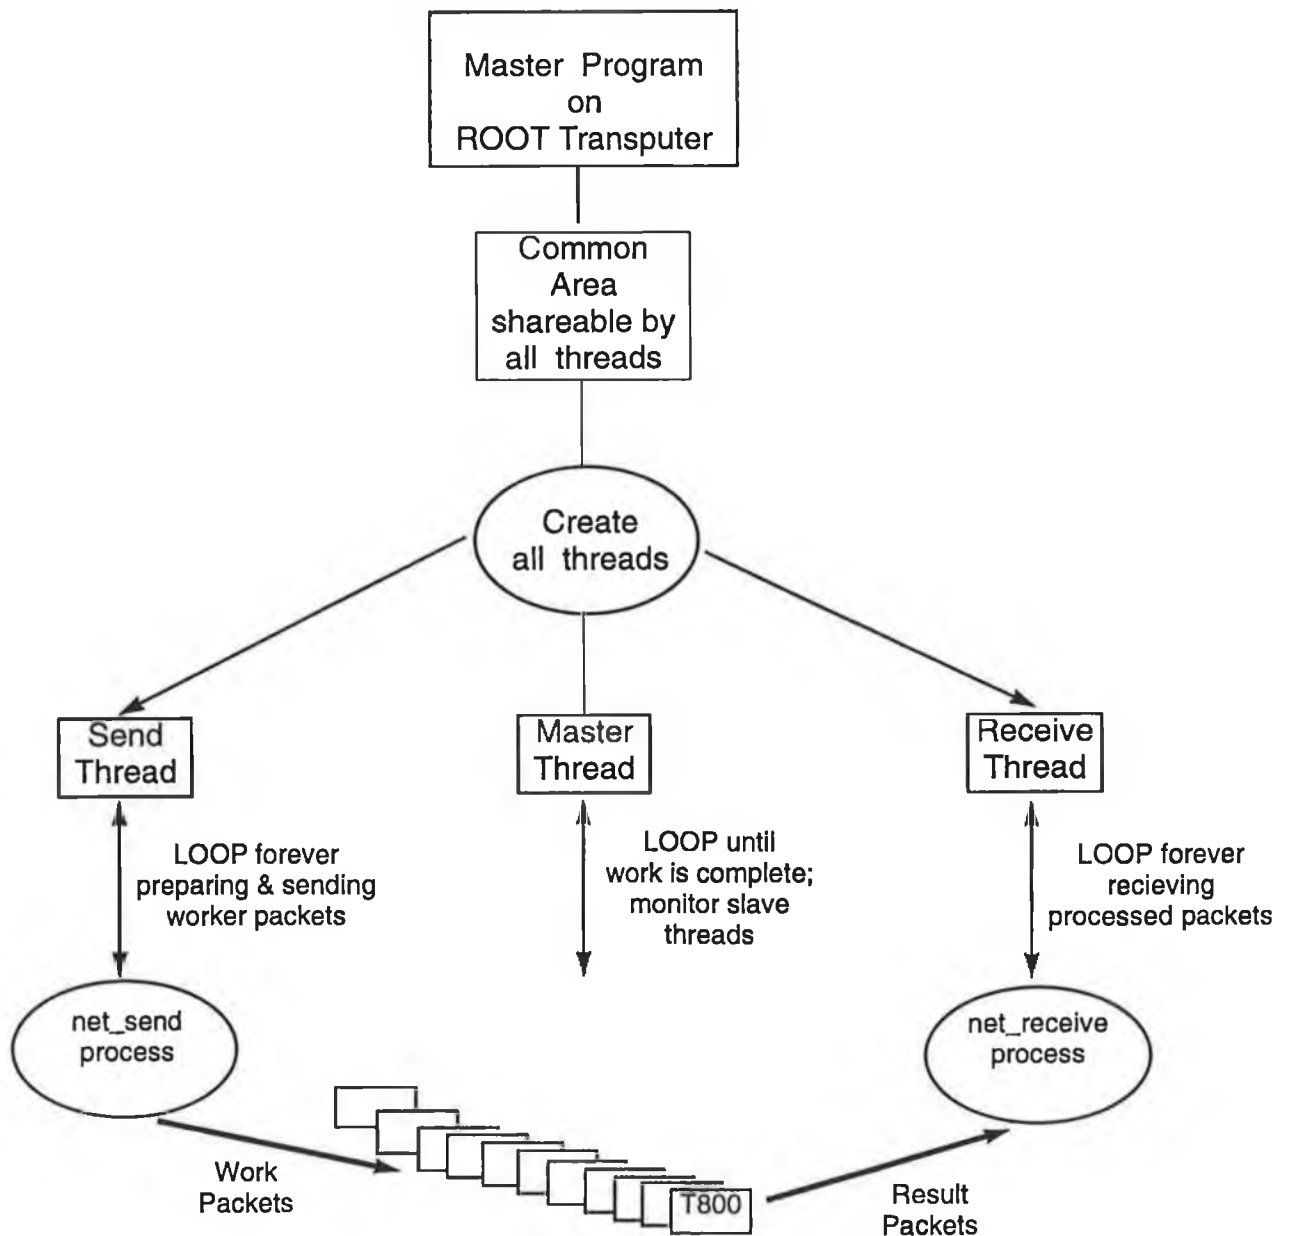 Master Program
on
ROOT Transputer
Common
Area
shareable by
all threads
Create
all threads
Send
Thread
Master
Thread
Receive
Thread
LOOP forever
preparing & sending
worker packets
LOOP until
work is complete;
monitor slave
threads
LOOP forever
recieving
processed packets
net_send
process
net_receive
process
Work
Packets
T800
Result
Packets